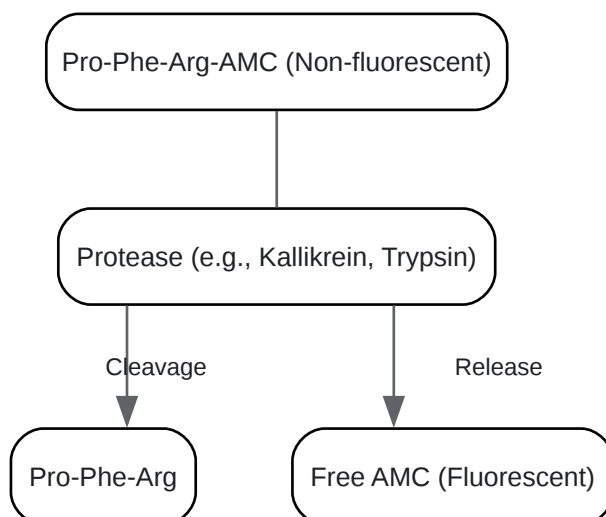 Pro-Phe-Arg-AMC (Non-fluorescent)
Protease (e.g., Kallikrein, Trypsin)
Cleavage
Release
Pro-Phe-Arg
Free AMC (Fluorescent)